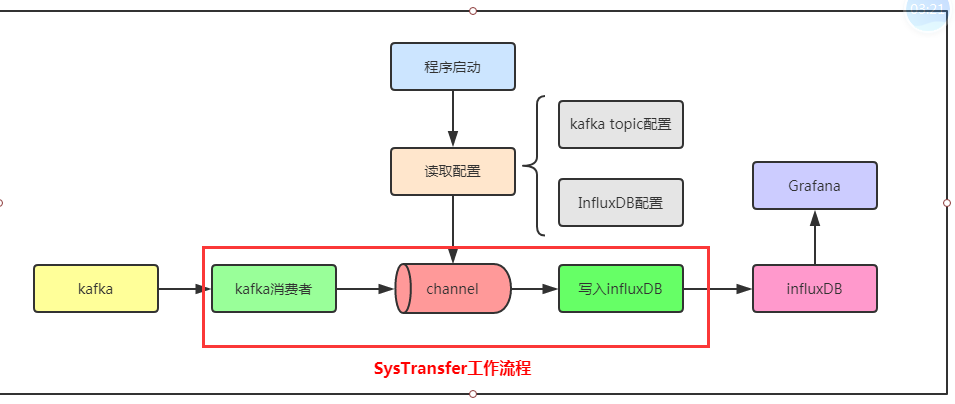 03:21
程序启动
kafka topic配置
读取配置
Grafana
InfluxDB配置
kafka
kafka消费者
channel
写入influxDB
influxDB
SysTransfer工作流程